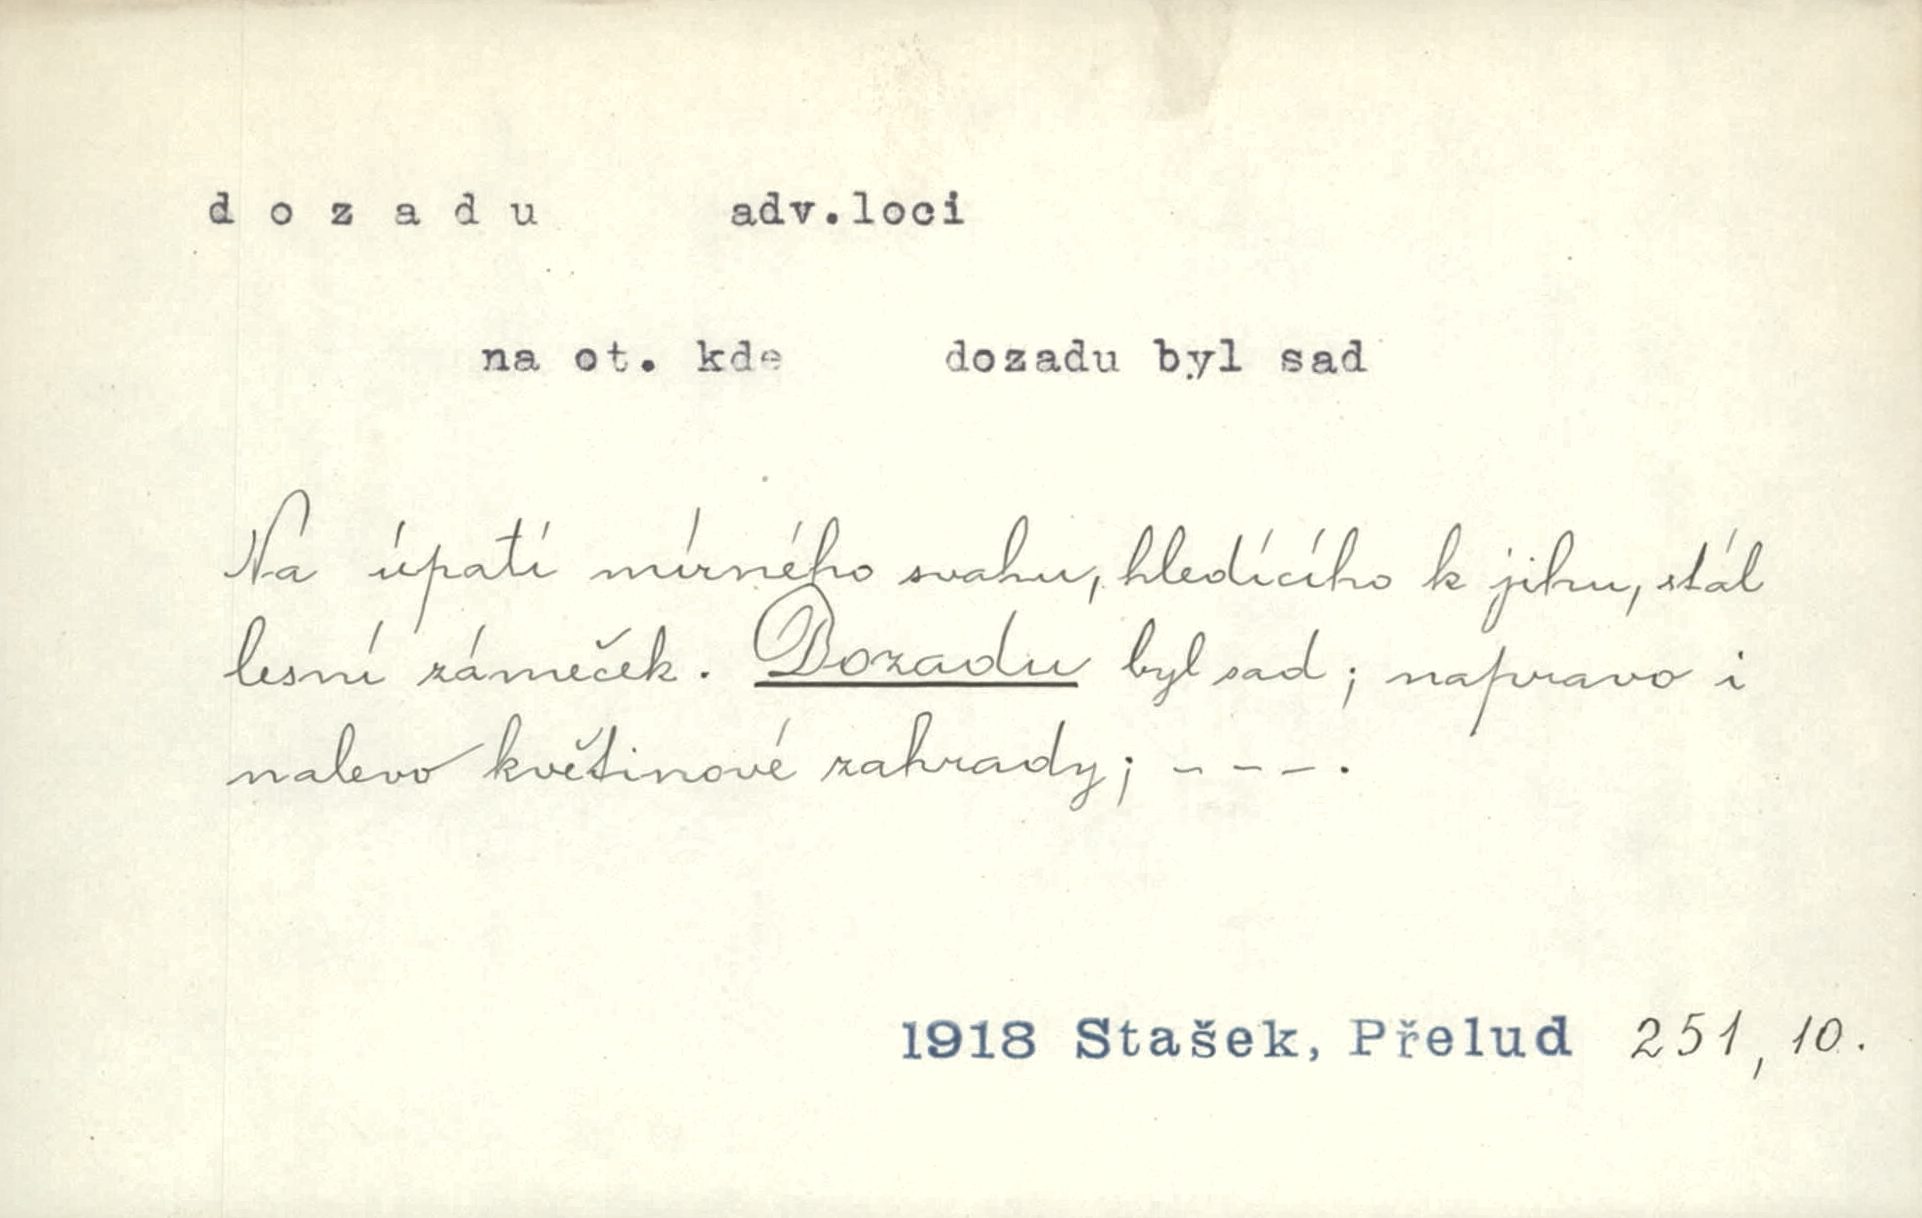 dozadu adv.loci
na ot. kde dozadu byl sad
Na úpatí mírného svahu, hledícího k jihu, stál
lesní zámeček. Dozadu byl sad; napravo i
nalevo květinové zahrady; - - - .
1918 Stašek, Přelud 251, 10.